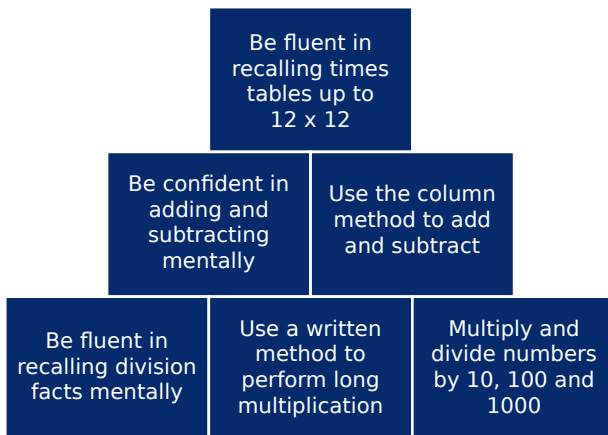 Be fluent in
recalling times
tables up to
12 x 12
Be confident in
adding and
subtracting
mentally
Use the column
method to add
and subtract
Be fluent in
recalling division
facts mentally
Use a written
method to
perform long
multiplication
Multiply and
divide numbers
by 10, 100 and
1000